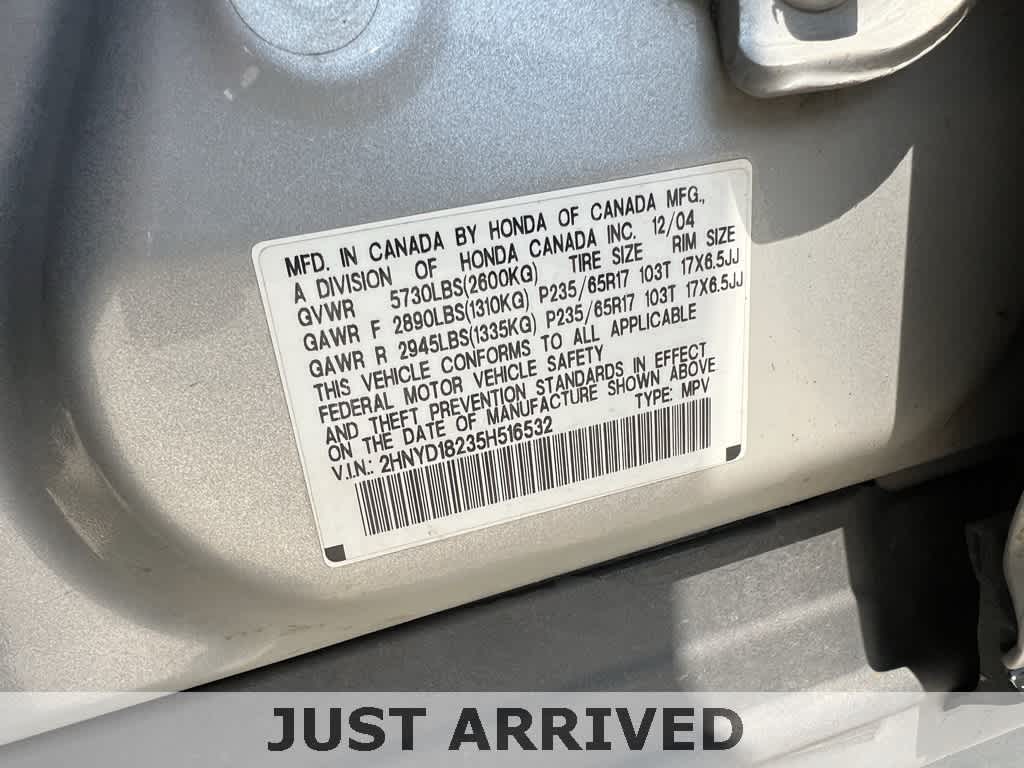 MFD. IN CANADA BY HONDA OF CANADA MFG.,
A DIVISION OF HONDA CANADA INC. 12/04
GVWR 5730LBS(2600KG) TIRE SIZE RIM SIZE
GAWR F 2890LBS(1310KG) P235/65R17 103T 17X6.5JJ
GAWR R 2945LBS(1335KG) P235/65R17 103T 17X6.5JJ
THIS VEHICLE CONFORMS TO ALL APPLICABLE
FEDERAL MOTOR VEHICLE SAFETY
AND THEFT PREVENTION STANDARDS IN EFFECT
ON THE DATE OF MANUFACTURE SHOWN ABOVE
V.I.N.: 2HNYD18235H516532 TYPE: MPV
JUST ARRIVED